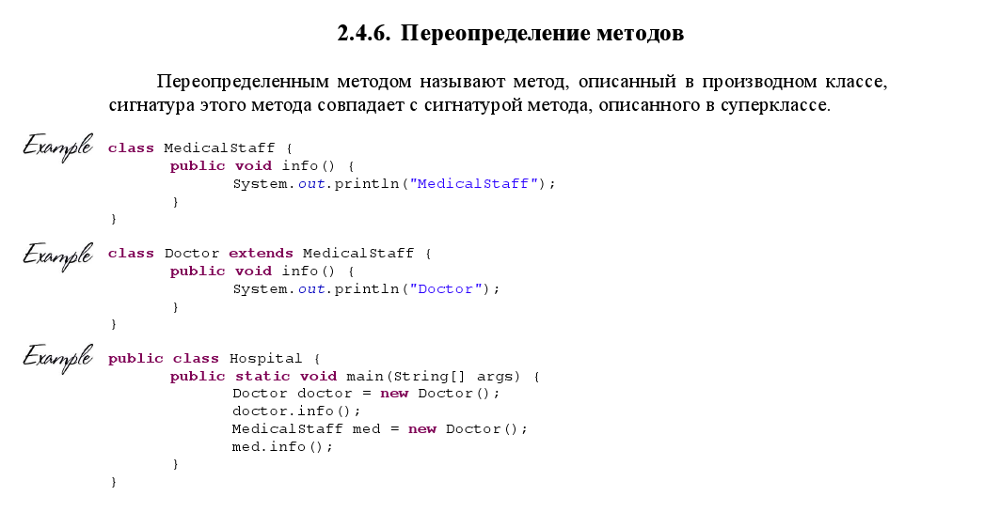 2.4.6. Переопределение методов
Переопределенным методом называют метод, описанный в производном классе,
сигнатура этого метода совпадает с сигнатурой метода, описанного в суперклассе.
Example class MedicalStaff {
public void info() {
System.out.println("MedicalStaff");
}
}
Example class Doctor extends MedicalStaff {
public void info() {
System.out.println("Doctor");
}
}
Example public class Hospital {
public static void main(String[] args) {
Doctor doctor = new Doctor();
doctor.info();
MedicalStaff med = new Doctor();
med.info();
}
}